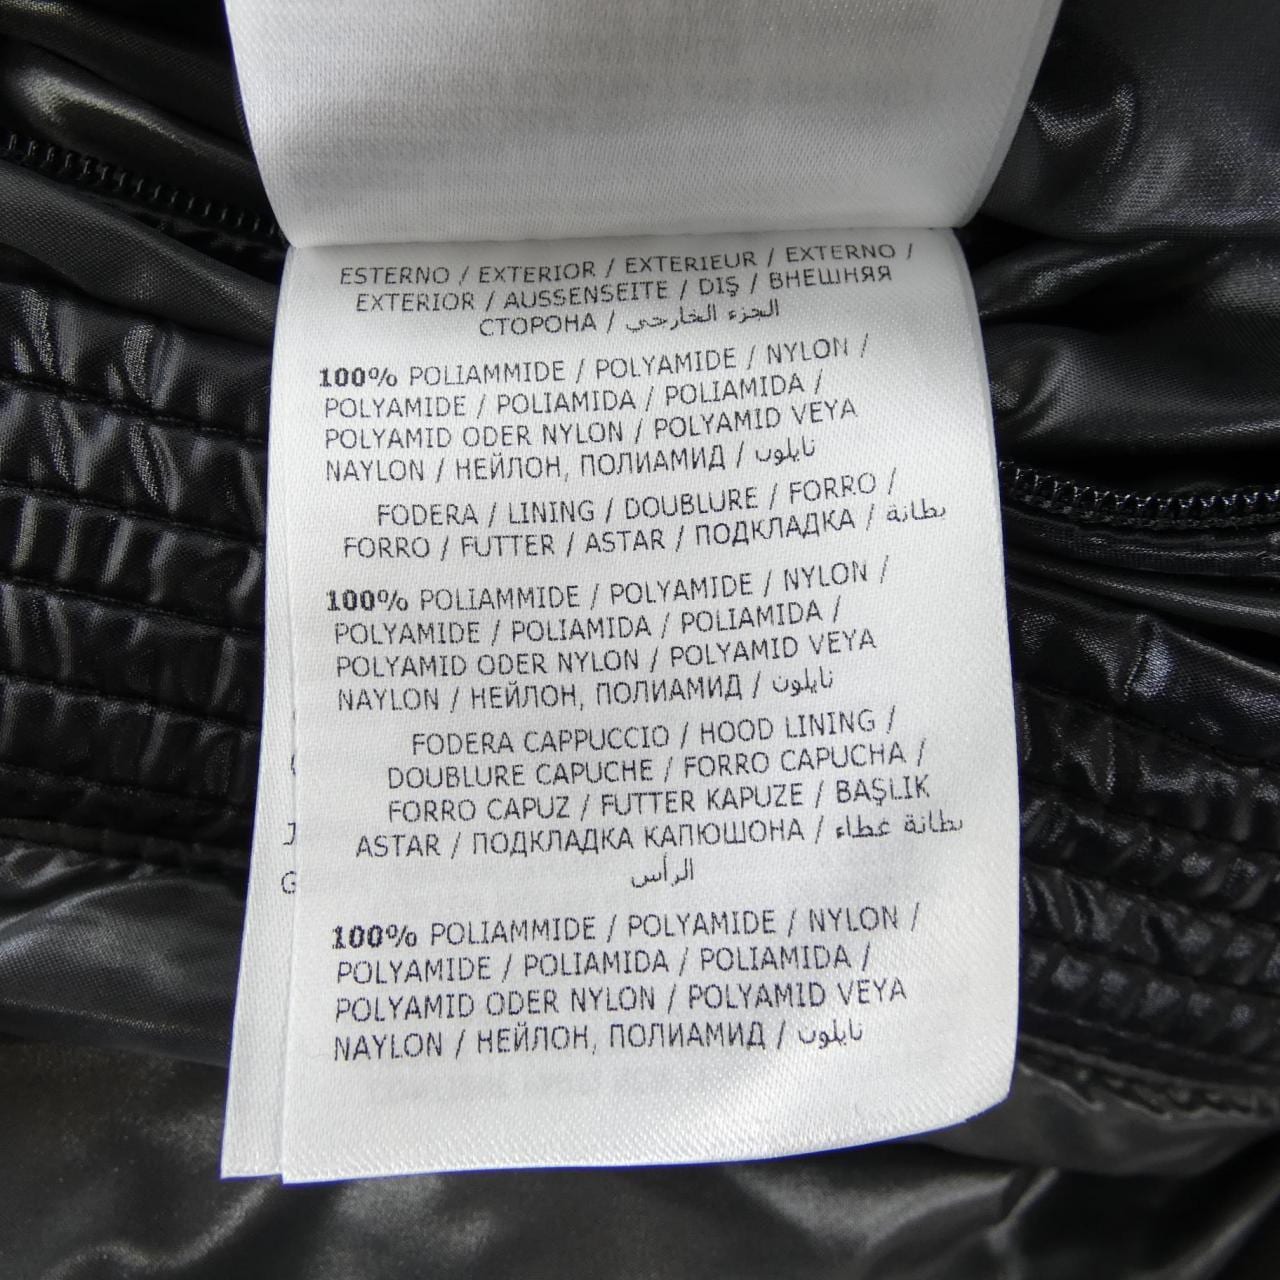 ESTERNO / EXTERIOR / EXTERIEUR / EXTERNO /
EXTERIOR / AUSSENSEITE / DIŞ / ВНЕШНЯЯ
СТОРОНА / الجزء الخارجي
100% POLIAMMIDE / POLYAMIDE / NYLON /
POLYAMIDE / POLIAMIDA / POLIAMIDA /
POLYAMID ODER NYLON / POLYAMID VEYA
NAYLON / НЕЙЛОН, ПОЛИАМИД / نايلون
FODERA / LINING / DOUBLURE / FORRO /
FORRO / FUTTER / ASTAR / ПОДКЛАДКА / بطانة
100% POLIAMMIDE / POLYAMIDE / NYLON /
POLYAMIDE / POLIAMIDA / POLIAMIDA /
POLYAMID ODER NYLON / POLYAMID VEYA
NAYLON / НЕЙЛОН, ПОЛИАМИД / نايلون
FODERA CAPPUCCIO / HOOD LINING /
DOUBLURE CAPUCHE / FORRO CAPUCHA /
FORRO CAPUZ / FUTTER KAPUZE / BAŞLIK
ASTAR / ПОДКЛАДКА КАПЮШОНА / بطانة غطاء
الرأس
100% POLIAMMIDE / POLYAMIDE / NYLON /
POLYAMIDE / POLIAMIDA / POLIAMIDA /
POLYAMID ODER NYLON / POLYAMID VEYA
NAYLON / НЕЙЛОН, ПОЛИАМИД / نايلون